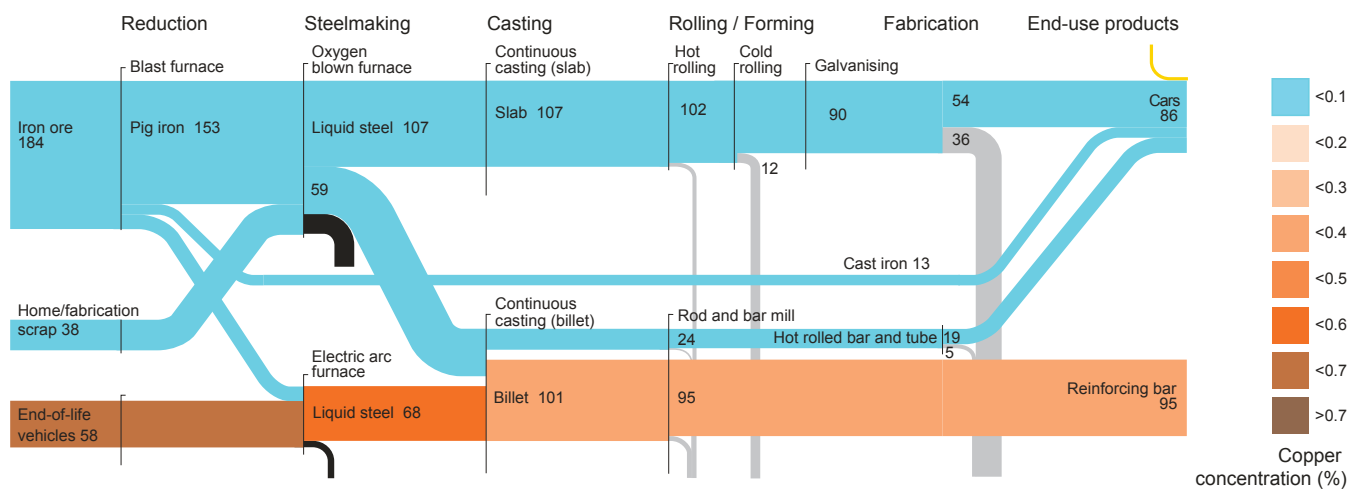 Reduction
Steelmaking
Casting
Rolling / Forming
Fabrication
End-use products
Blast furnace
Oxygen
blown furnace
Continuous
casting (slab)
Hot
rolling
Cold
rolling
Galvanising
Iron ore
184
Pig iron 153
Liquid steel 107
Slab 107
102
90
54
Cars
86
36
12
59
Cast iron 13
Home/fabrication
scrap 38
Continuous
casting (billet)
Rod and bar mill
24
Hot rolled bar and tube
19
5
Electric arc
furnace
End-of-life
vehicles 58
Liquid steel 68
Billet 101
95
Reinforcing bar
95
<0.1
<0.2
<0.3
<0.4
<0.5
<0.6
<0.7
>0.7
Copper
concentration (%)